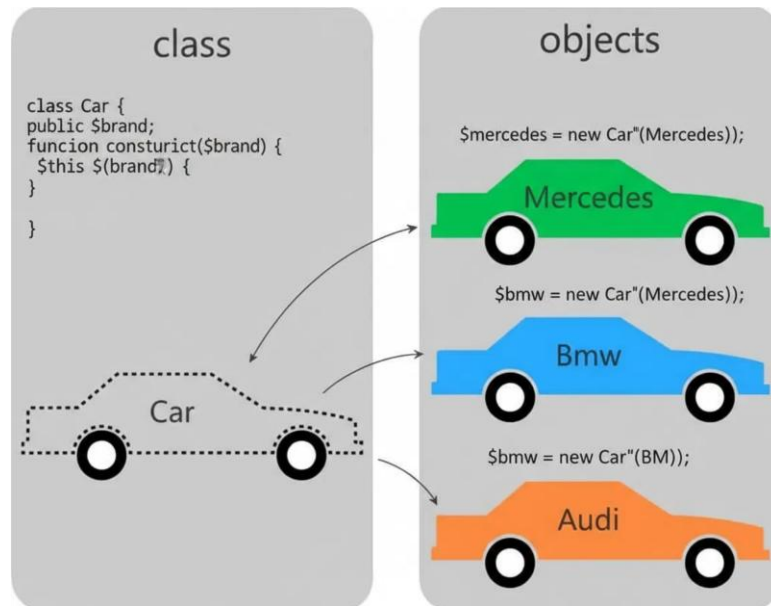 class
class Car {
public $brand;
funcion consturict($brand) {
$this $(brand;) {
}
}
Car
objects
$mercedes = new Car"(Mercedes));
Mercedes
$bmw = new Car"(Mercedes));
Bmw
$bmw = new Car"(BM));
Audi